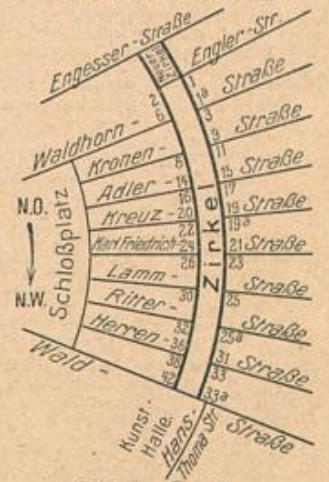 Engesser-Straße
Engler-Str.
Zirkel
1
1a
3
Straße
2
6
Waldhorn-
9
11
Straße
Kronen-
8
15
17
Straße
Adler-
14
16
19
19a
Straße
Kreuz-
20
22
Karl Friedrich-
24
21
23
Straße
Lamm-
26
Ritter-
30
25
Straße
Herren-
32
36
25a
Straße
Wald-
38
42
31
33
Straße
33a
Straße
N.O.
N.W.
Schloßplatz
Zirkel
Kunst-
Halle.
Hans-
Thoma Str.